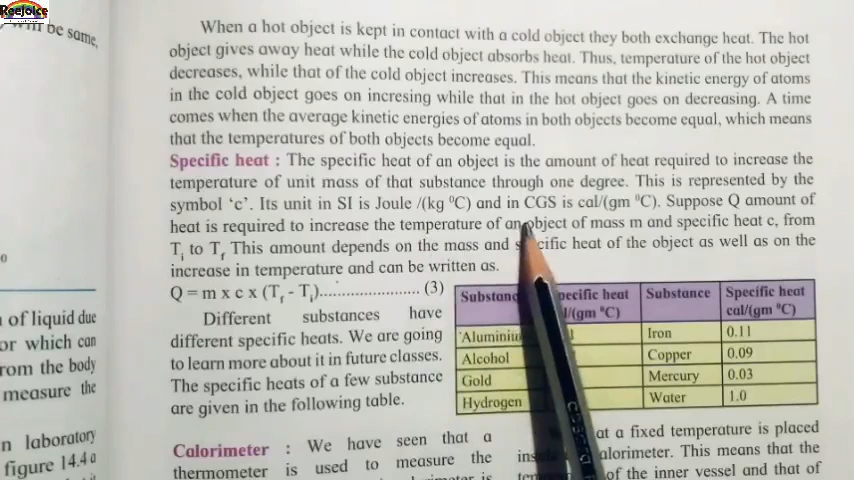 Reejoice
will be same,
When a hot object is kept in contact with a cold object they both exchange heat. The hot
object gives away heat while the cold object absorbs heat. Thus, temperature of the hot object
decreases, while that of the cold object increases. This means that the kinetic energy of atoms
in the cold object goes on incresing while that in the hot object goes on decreasing. A time
comes when the average kinetic energies of atoms in both objects become equal, which means
that the temperatures of both objects become equal.
Specific heat : The specific heat of an object is the amount of heat required to increase the
temperature of unit mass of that substance through one degree. This is represented by the
symbol ‘c’. Its unit in SI is Joule /(kg ⁰C) and in CGS is cal/(gm ⁰C). Suppose Q amount of
heat is required to increase the temperature of an object of mass m and specific heat c, from
Tᵢ to T_f This amount depends on the mass and specific heat of the object as well as on the
increase in temperature and can be written as.
Q = m x c x (T_f - Tᵢ)........................ (3)
Different substances have
different specific heats. We are going
to learn more about it in future classes.
The specific heats of a few substance
are given in the following table.
Substance Specific heat Substance Specific heat
/(gm ⁰C) cal/(gm ⁰C)
Iron 0.11
Alcohol Copper 0.09
Gold Mercury 0.03
Hydrogen Water 1.0
Calorimeter : We have seen that a
thermometer is used to measure the
at a fixed temperature is placed
calorimeter. This means that the
of the inner vessel and that of
of liquid due
or which can
rom the body
measure the
n laboratory
figure 14.4 a